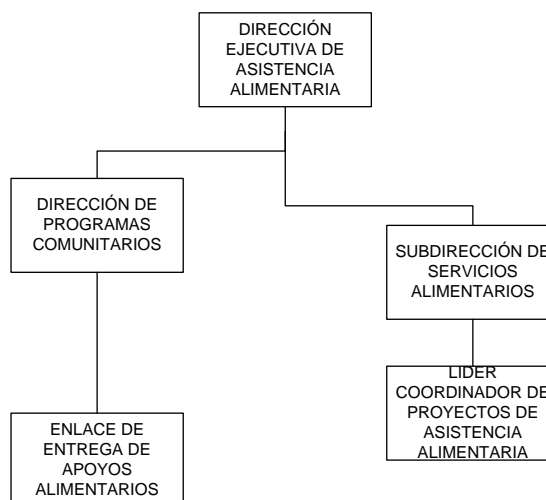 DIRECCIÓN
EJECUTIVA DE
ASISTENCIA
ALIMENTARIA
DIRECCIÓN DE
PROGRAMAS
COMUNITARIOS
SUBDIRECCIÓN DE
SERVICIOS
ALIMENTARIOS
LIDER
COORDINADOR DE
PROYECTOS DE
ASISTENCIA
ALIMENTARIA
ENLACE DE
ENTREGA DE
APOYOS
ALIMENTARIOS